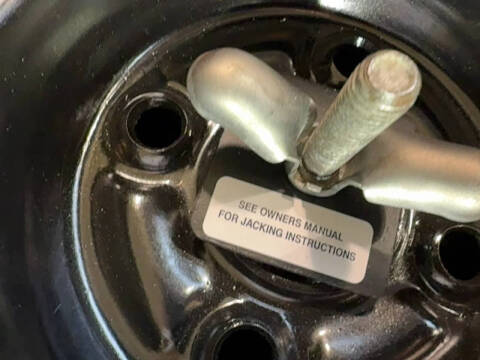 SEE OWNERS MANUAL
FOR JACKING INSTRUCTIONS